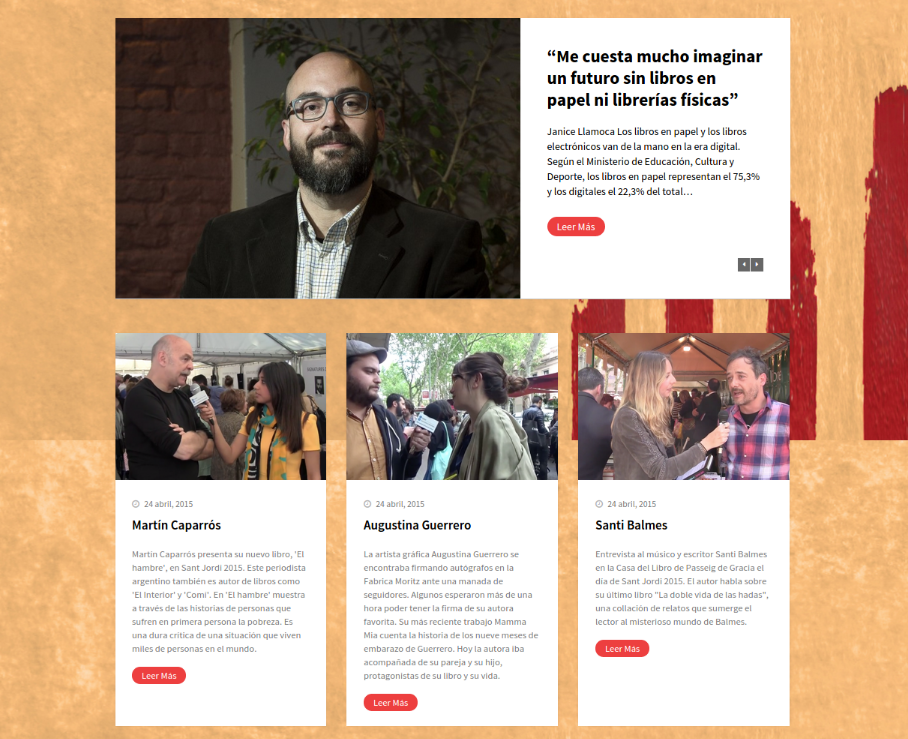 “Me cuesta mucho imaginar
un futuro sin libros en
papel ni librerías físicas”
Janice Llamoca Los libros en papel y los libros
electrónicos van de la mano en la era digital.
Según el Ministerio de Educación, Cultura y
Deporte, los libros en papel representan el 75,3%
y los digitales el 22,3% del total…
Leer Más
24 abril, 2015
Martín Caparrós
Martín Caparrós presenta su nuevo libro, 'El
hambre', en Sant Jordi 2015. Este periodista
argentino también es autor de libros como
'El Interior' y 'Comi'. En 'El hambre' muestra
a través de las historias de personas que
sufren en primera persona la pobreza. Es
una dura crítica de una situación que viven
miles de personas en el mundo.
Leer Más
24 abril, 2015
Augustina Guerrero
La artista gráfica Augustina Guerrero se
encontraba firmando autógrafos en la
Fabrica Moritz ante una manada de
seguidores. Algunos esperaron más de una
hora poder tener la firma de su autora
favorita. Su más reciente trabajo Mamma
Mia cuenta la historia de los nueve meses de
embarazo de Guerrero. Hoy la autora iba
acompañada de su pareja y su hijo,
protagonistas de su libro y su vida.
Leer Más
24 abril, 2015
Santi Balmes
Entrevista al músico y escritor Santi Balmes
en la Casa del Libro de Passeig de Gracia el
día de Sant Jordi 2015. El autor habla sobre
su último libro "La doble vida de las hadas",
una collación de relatos que sumerge el
lector al misterioso mundo de Balmes.
Leer Más